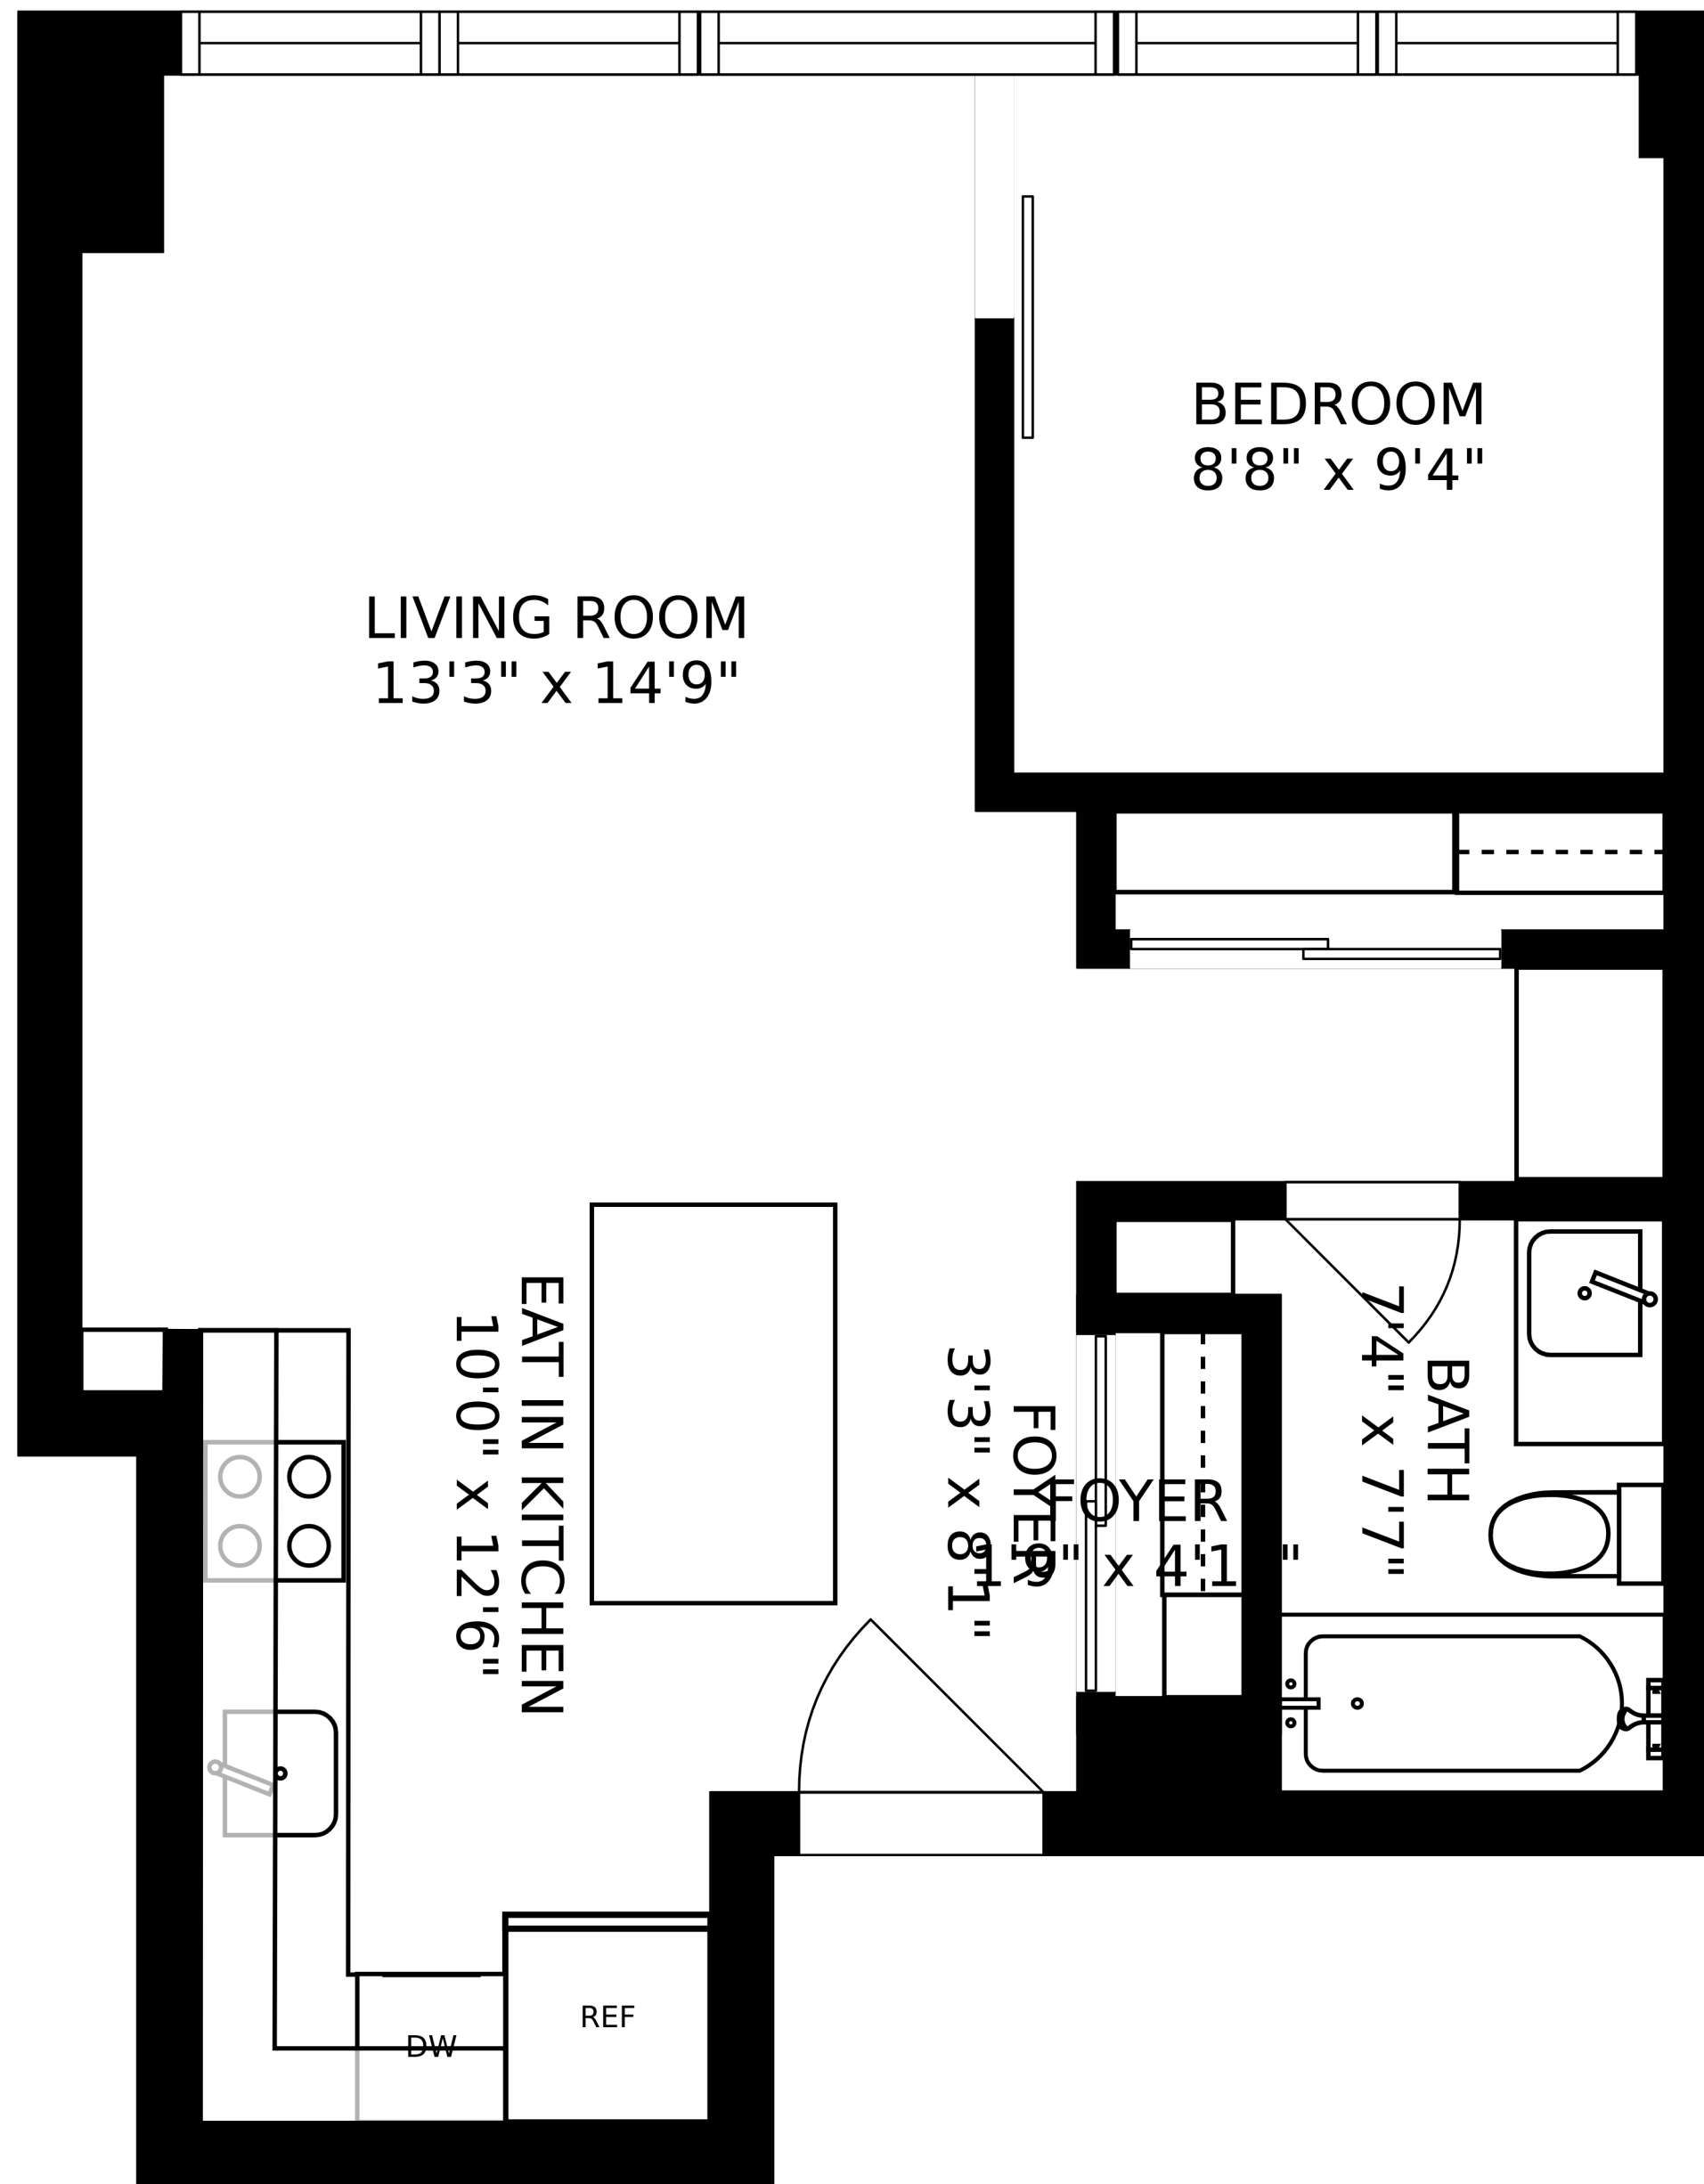 BEDROOM
8'8" x 9'4"
LIVING ROOM
13'3" x 14'9"
EAT IN KITCHEN
10'0" x 12'6"
FOYER
3'3" x 8'1"
FOYER
BATH
7'4" x 7'7"
REF
DW